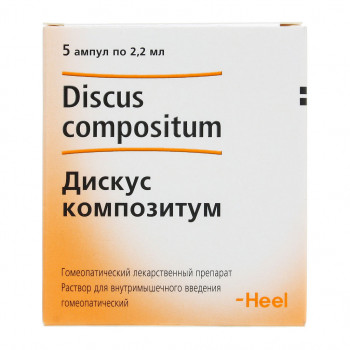 5 ампул по 2,2 мл
Discus
compositum
Дискус
композитум
Гомеопатический лекарственный препарат
Раствор для внутримышечного введения
гомеопатический
-Heel